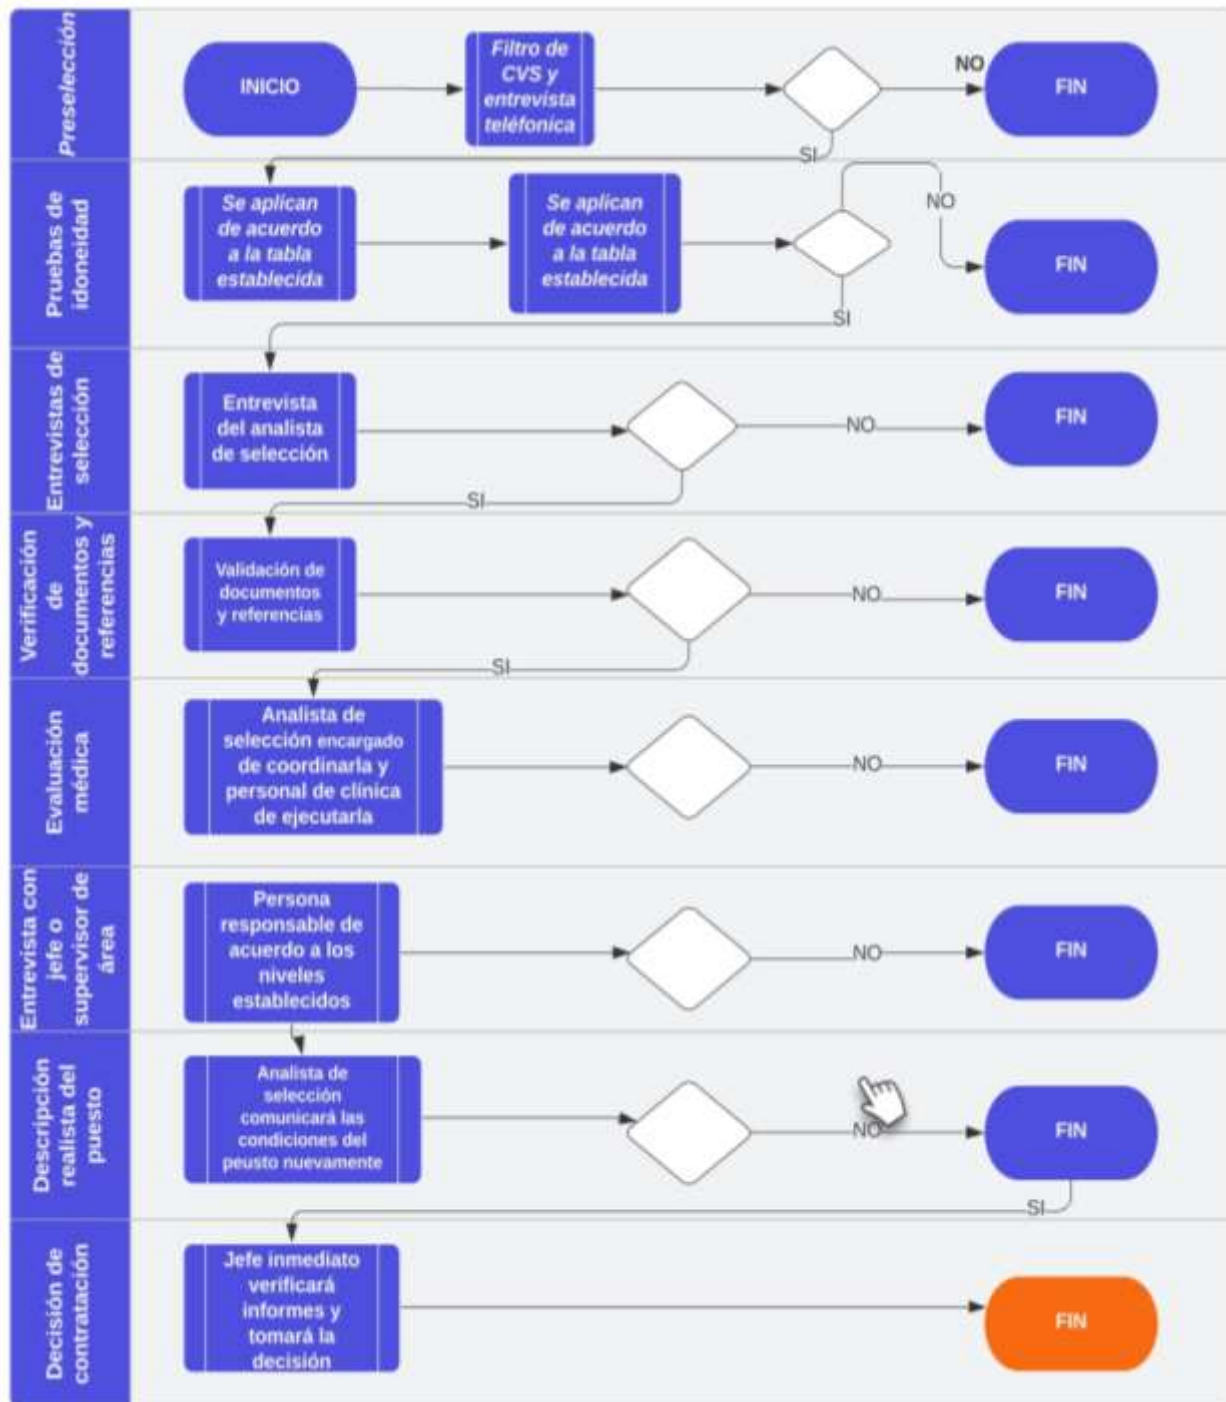 Preselección
INICIO
Filtro de
CVS y
entrevista
teléfonica
NO
FIN
SI
Pruebas de
idoneidad
Se aplican
de acuerdo
a la tabla
establecida
Se aplican
de acuerdo
a la tabla
establecida
NO
FIN
SI
Entrevistas de
selección
Entrevista
del analista
de selección
NO
FIN
SI
Verificación
de
documentos y
referencias
Validación de
documentos
y referencias
NO
FIN
SI
Evaluación
médica
Analista de
selección encargado
de coordinarla y
personal de clínica
de ejecutarla
NO
FIN
Entrevista con
jefe o
supervisor de
área
Persona
responsable de
acuerdo a los
niveles
establecidos
NO
FIN
Descripción
realista del
puesto
Analista de
selección
comunicará las
condiciones del
peusto nuevamente
NO
FIN
SI
Decisión de
contratación
Jefe inmediato
verificará
informes y
tomará la
decisión
FIN